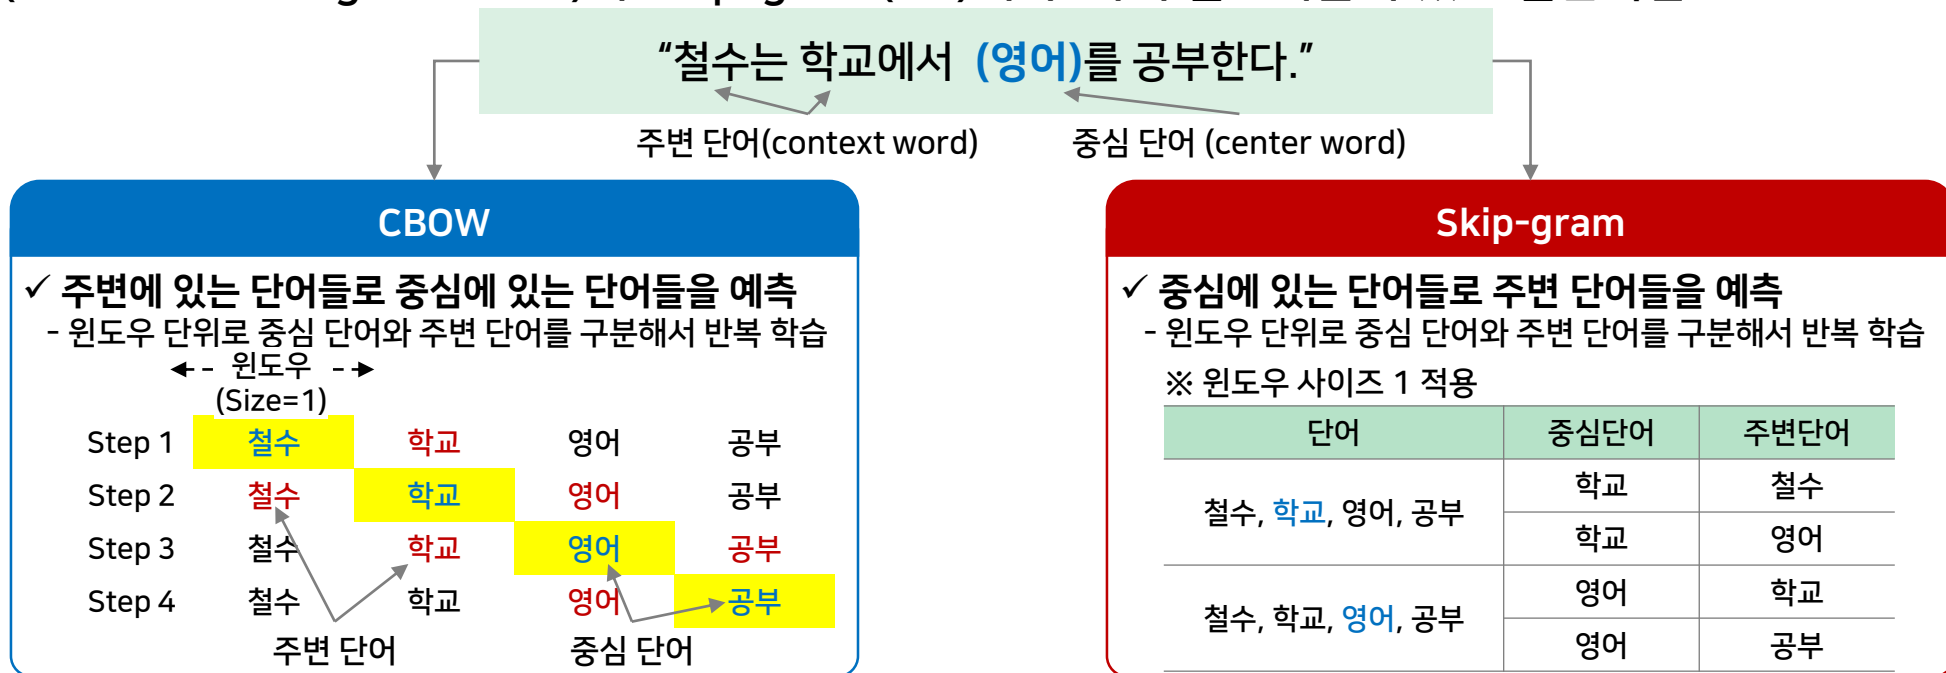 “철수는 학교에서 (영어)를 공부한다.”
주변 단어(context word) 중심 단어 (center word)
CBOW
✓ 주변에 있는 단어들로 중심에 있는 단어들을 예측
- 윈도우 단위로 중심 단어와 주변 단어를 구분해서 반복 학습
윈도우
(Size=1)
Step 1 철수 학교 영어 공부
Step 2 철수 학교 영어 공부
Step 3 철수 학교 영어 공부
Step 4 철수 학교 영어 공부
주변 단어 중심 단어
Skip-gram
✓ 중심에 있는 단어들로 주변 단어들을 예측
- 윈도우 단위로 중심 단어와 주변 단어를 구분해서 반복 학습
※ 윈도우 사이즈 1 적용
단어 중심단어 주변단어
철수, 학교, 영어, 공부
학교 철수
학교 영어
철수, 학교, 영어, 공부
영어 학교
영어 공부